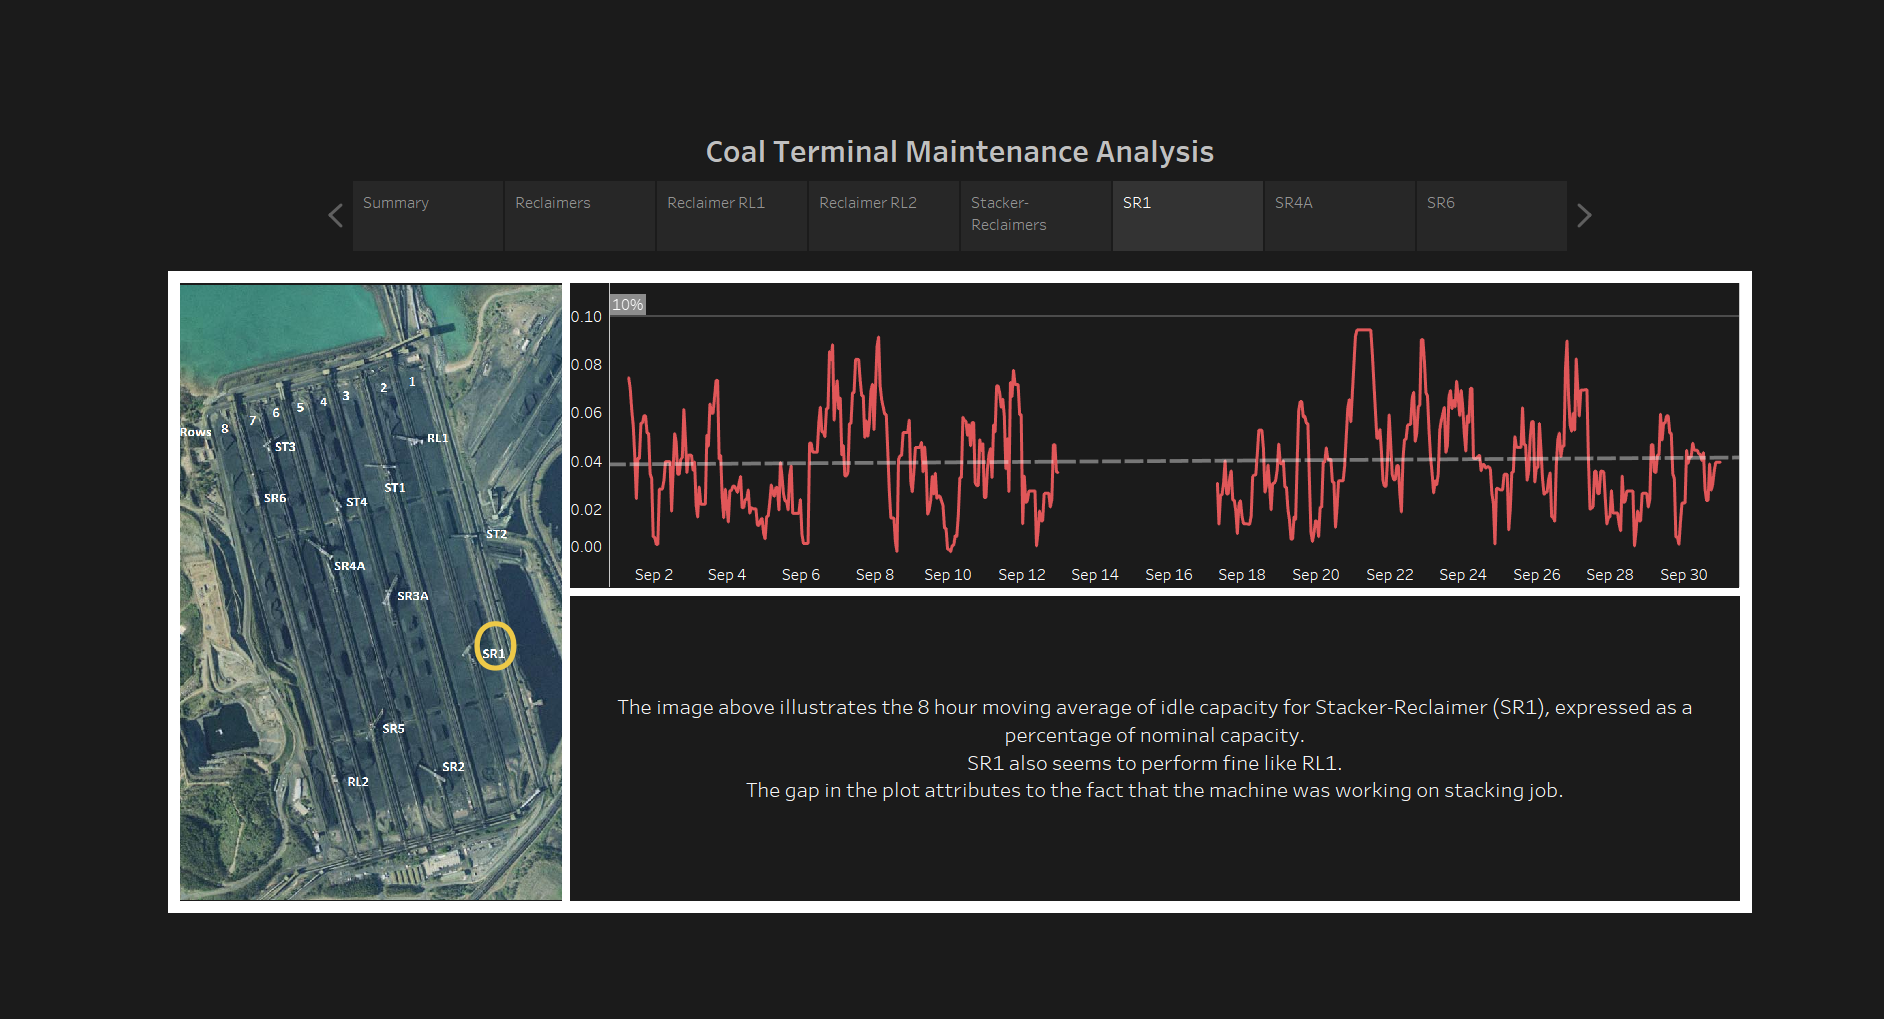 Coal Terminal Maintenance Analysis
Summary
Reclaimers
Reclaimer RL1
Reclaimer RL2
Stacker-
Reclaimers
SR1
SR4A
SR6
Rows 8 7 6 5 4 3 2 1
RL1
ST3
ST1
SR6
ST4
ST2
SR4A
SR3A
SR1
SR5
SR2
RL2
10%
0.10
0.08
0.06
0.04
0.02
0.00
Sep 2 Sep 4 Sep 6 Sep 8 Sep 10 Sep 12 Sep 14 Sep 16 Sep 18 Sep 20 Sep 22 Sep 24 Sep 26 Sep 28 Sep 30
The image above illustrates the 8 hour moving average of idle capacity for Stacker-Reclaimer (SR1), expressed as a
percentage of nominal capacity.
SR1 also seems to perform fine like RL1.
The gap in the plot attributes to the fact that the machine was working on stacking job.